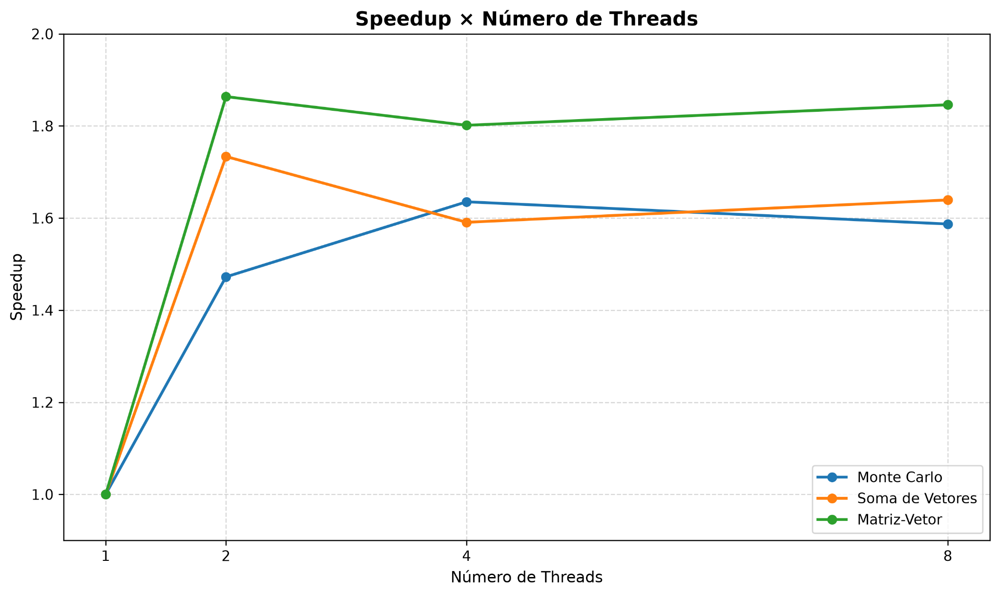 Speedup × Número de Threads
2.0
1.8
1.6
1.4
1.2
1.0
Speedup
1 2 4 8
Número de Threads
Monte Carlo
Soma de Vetores
Matriz-Vetor